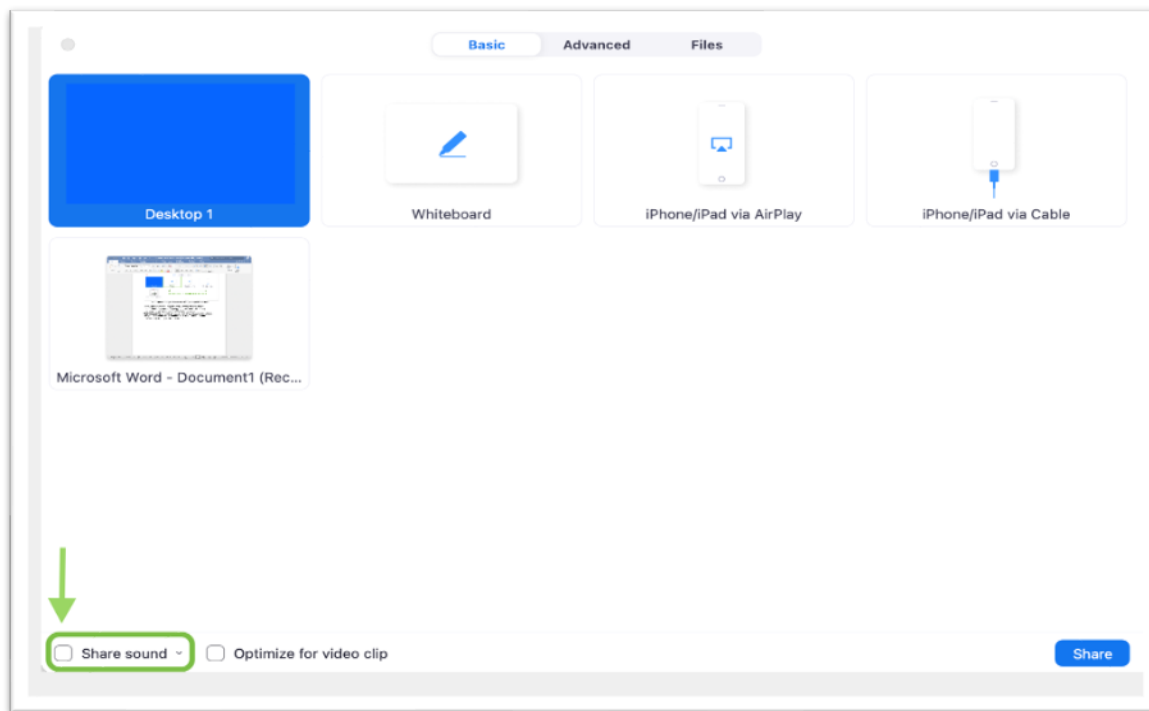 Basic Advanced Files
Desktop 1 Whiteboard iPhone/iPad via AirPlay iPhone/iPad via Cable
Microsoft Word - Document1 (Rec...
Share sound Optimize for video clip Share